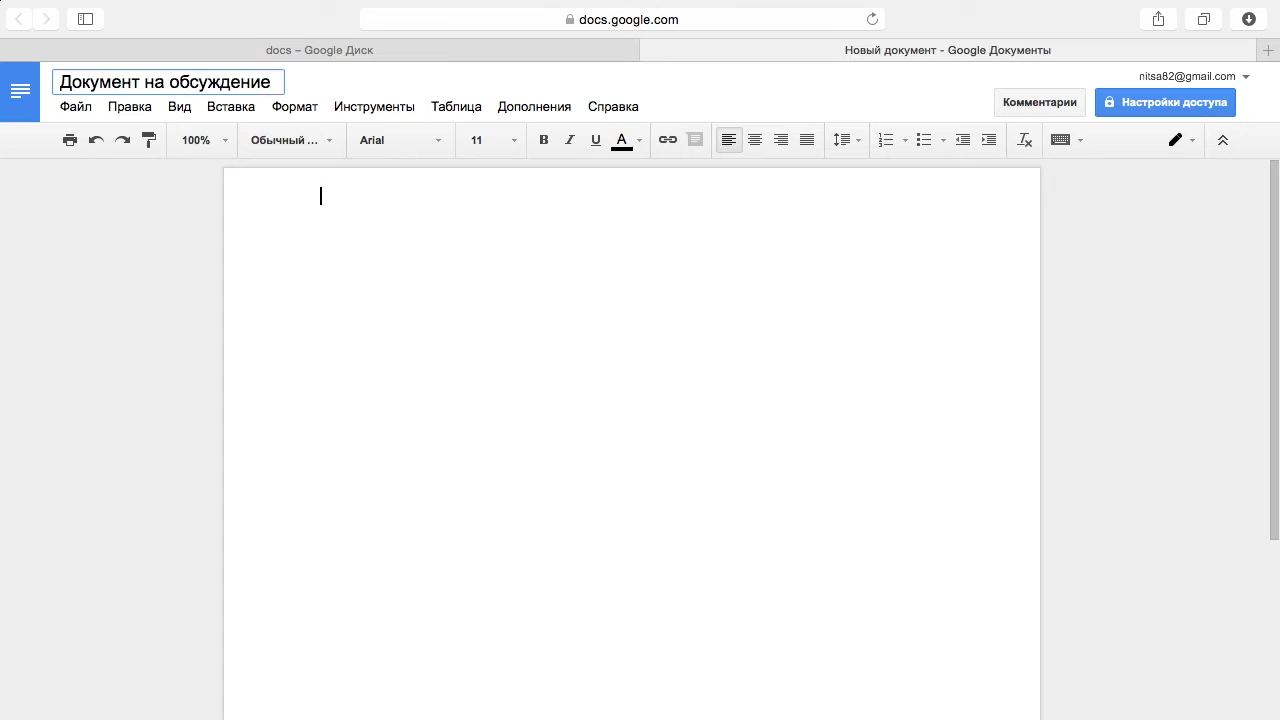 docs.google.com
docs – Google Диск
Новый документ - Google Документы
Документ на обсуждение
nitsa82@gmail.com
Файл Правка Вид Вставка Формат Инструменты Таблица Дополнения Справка
Комментарии
Настройки доступа
100% Обычный ... Arial 11 B I U A